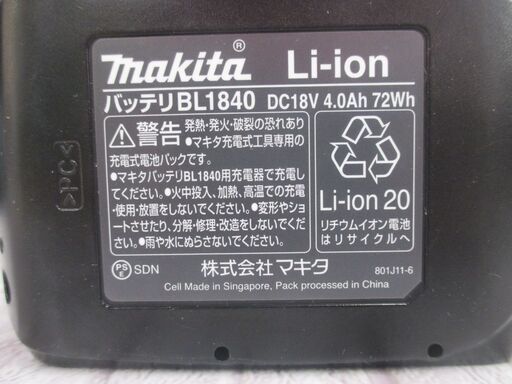 makita® Li-ion
バッテリBL1840 DC18V 4.0Ah 72Wh
⚠警告 発熱・発火・破裂の恐れあり
●マキタ充電式工具専用の
充電式電池パックです。
●マキタバッテリBL1840用充電器で充電し
てください。●火中投入、加熱、高温での充電
・使用・放置をしないでください。●変形やショ
ートさせたり、分解・修理・改造をしないでくだ
さい。●雨や水にぬらさないでください。
Li-ion 20
リチウムイオン電池
はリサイクルへ
>PC<
PS
E SDN 株式会社マキタ 801J11-6
Cell Made in Singapore, Pack processed in China